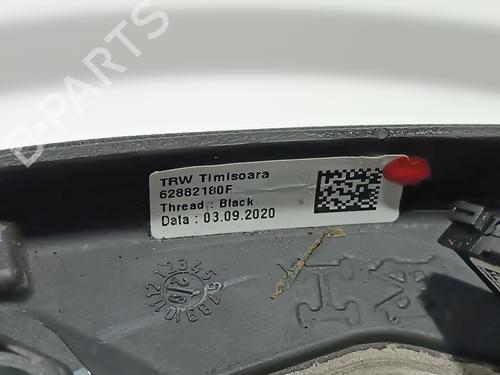 B-PARTS
TRW Timisoara
62882180F
Thread : Black
Data : 03.09.2020